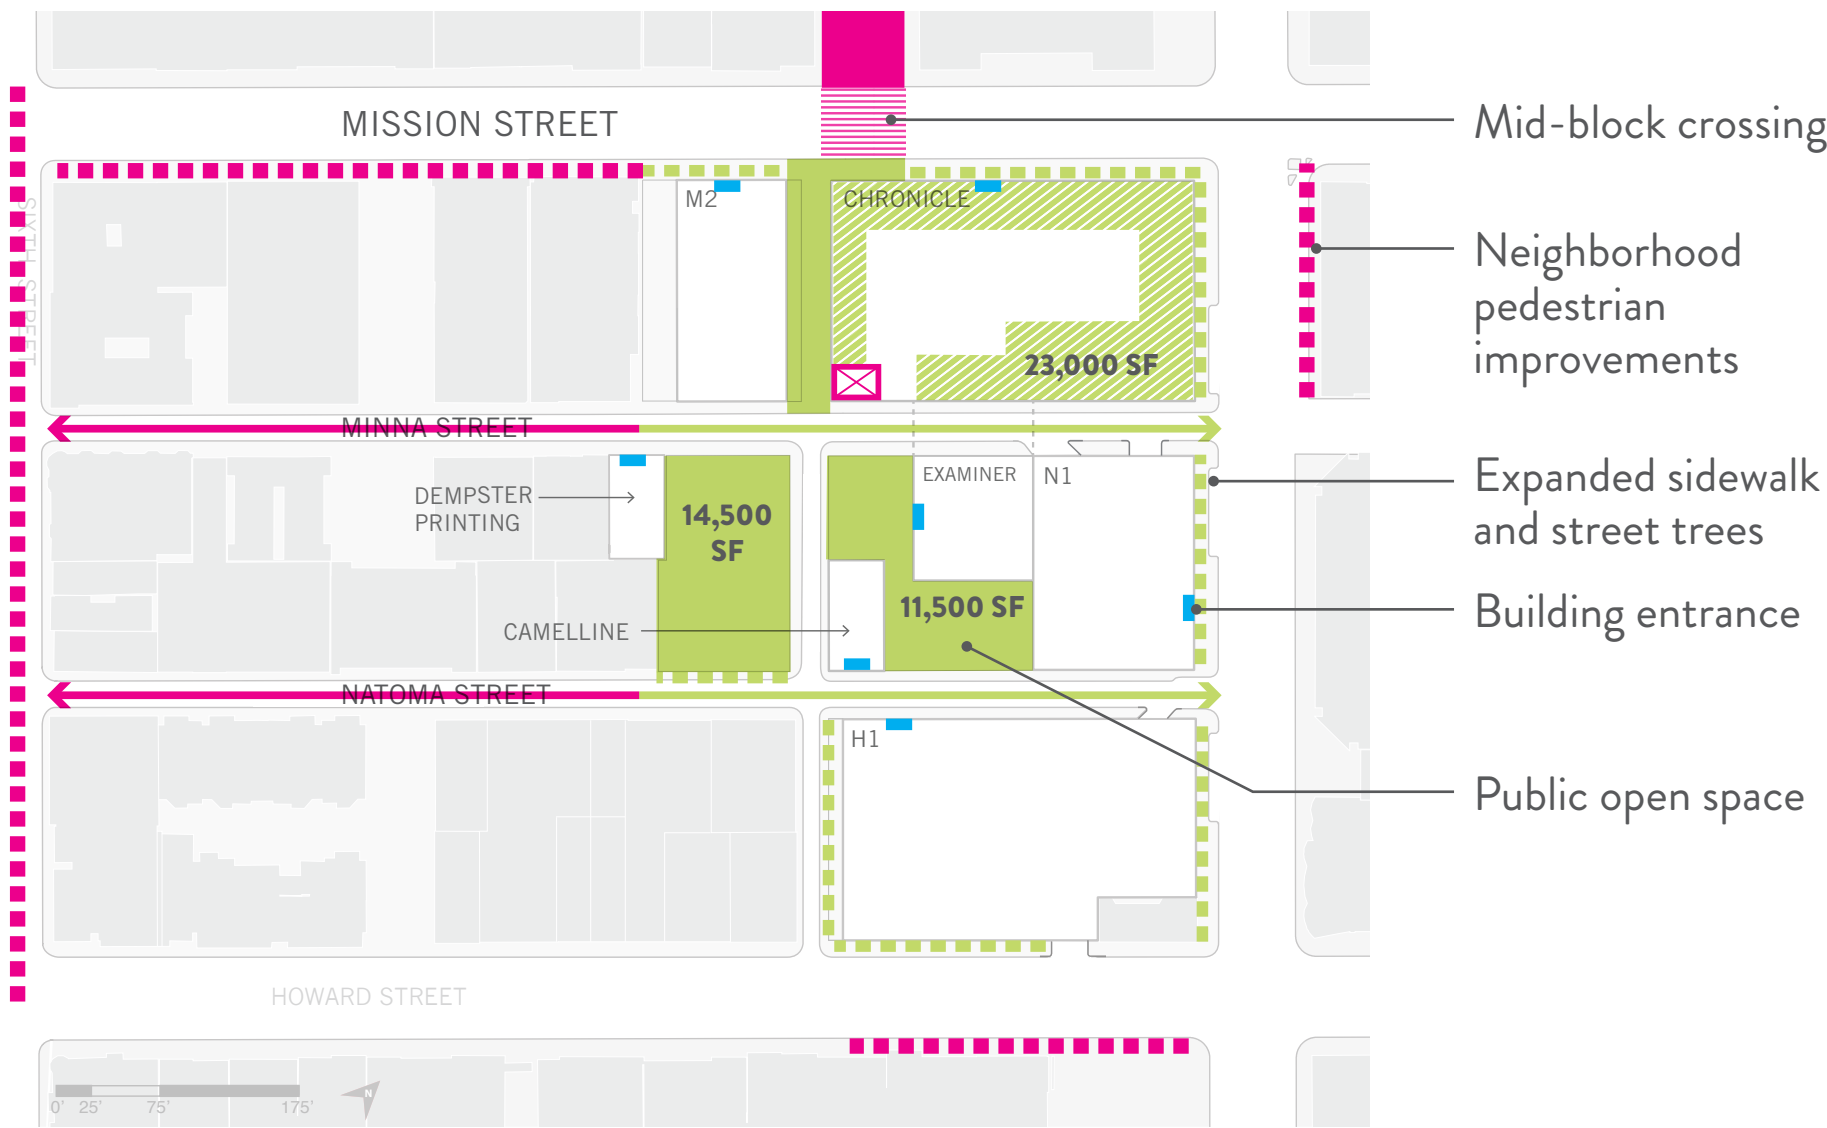 MISSION STREET
Mid-block crossing
M2
CHRONICLE
SIXTH STREET
Neighborhood
pedestrian
improvements
23,000 SF
MINNA STREET
EXAMINER
N1
DEMPSTER
PRINTING
14,500
SF
Expanded sidewalk
and street trees
11,500 SF
CAMELLINE
Building entrance
NATOMA STREET
H1
Public open space
HOWARD STREET
N
0' 25' 75' 175'